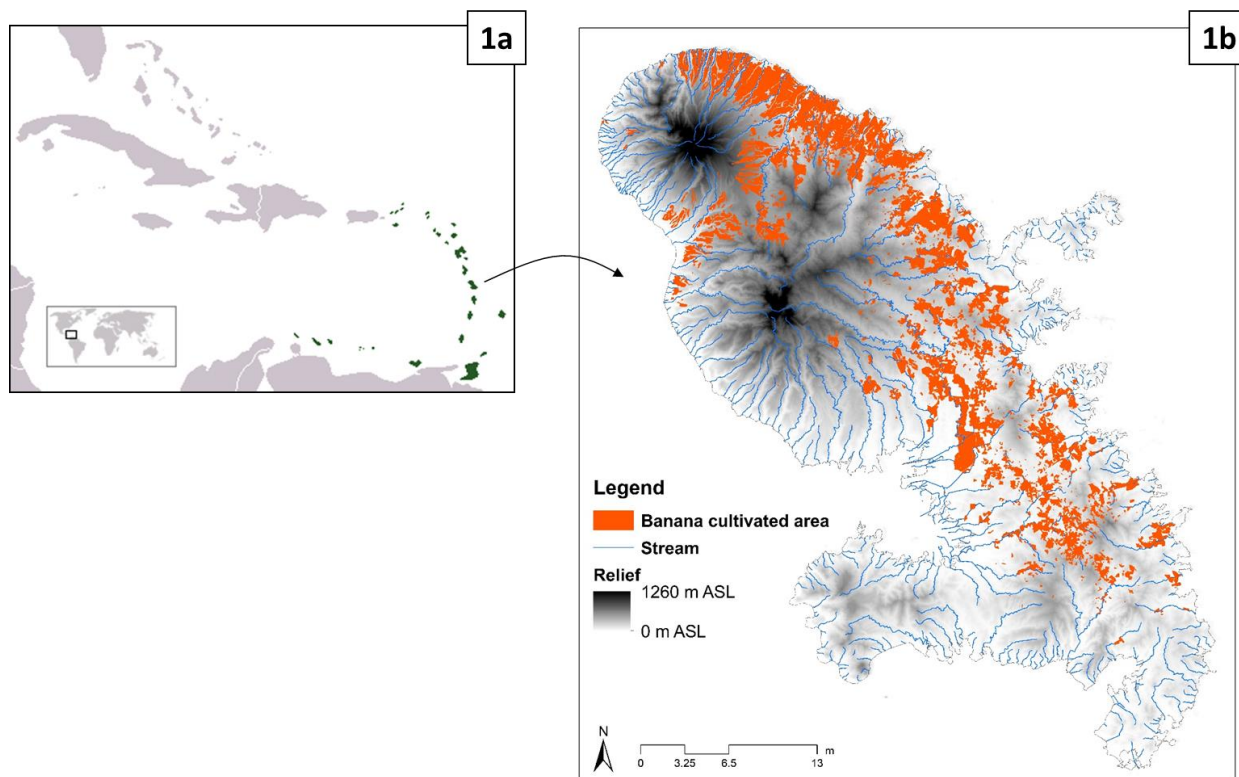 1a
1b
Legend
Banana cultivated area
Stream
Relief
1260 m ASL
0 m ASL
N
0 3.25 6.5 13 m